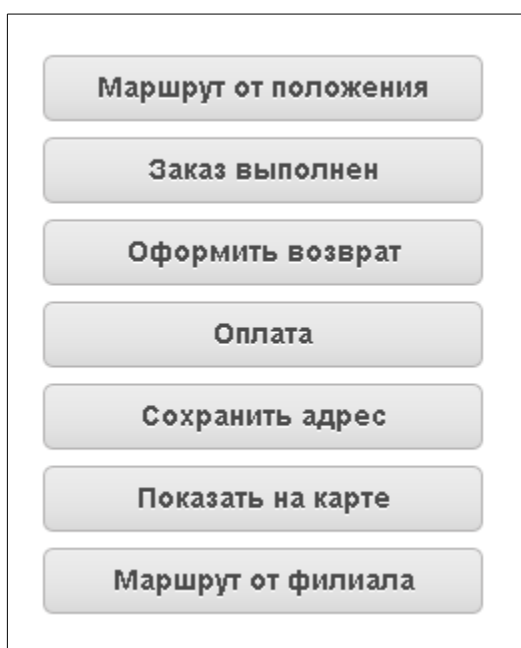 Маршрут от положения
Заказ выполнен
Оформить возврат
Оплата
Сохранить адрес
Показать на карте
Маршрут от филиала